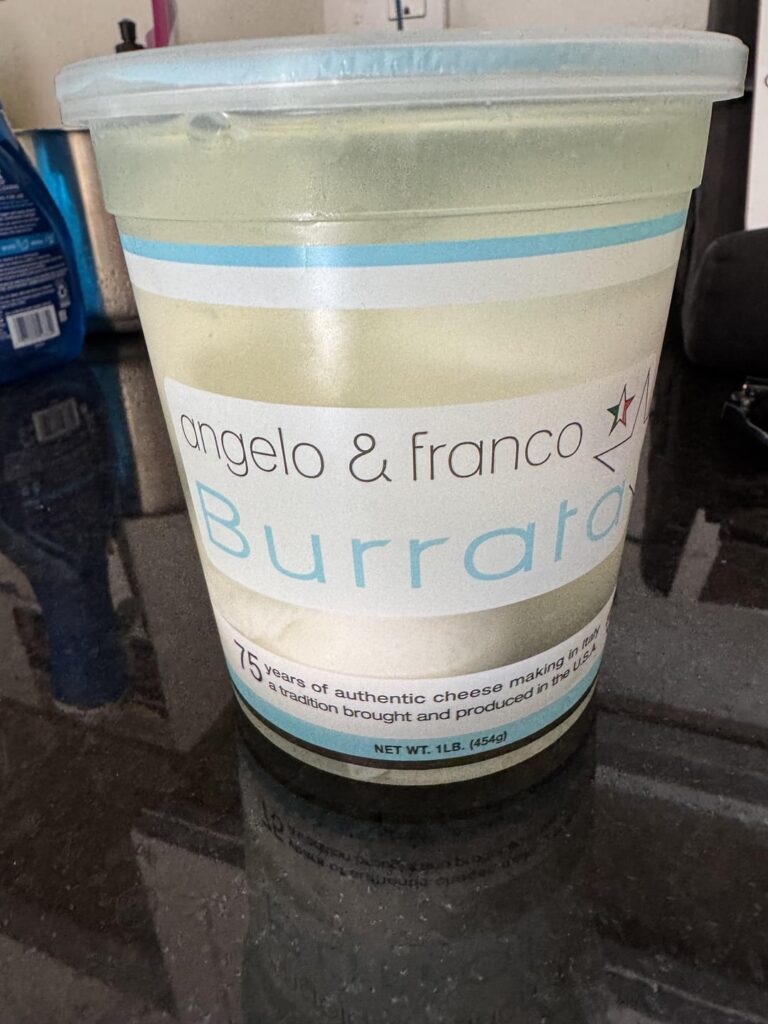 angelo & franco
Burrata
75 years of authentic cheese making in Italy
a tradition brought and produced in the U.S.A
NET WT. 1LB. (454g)